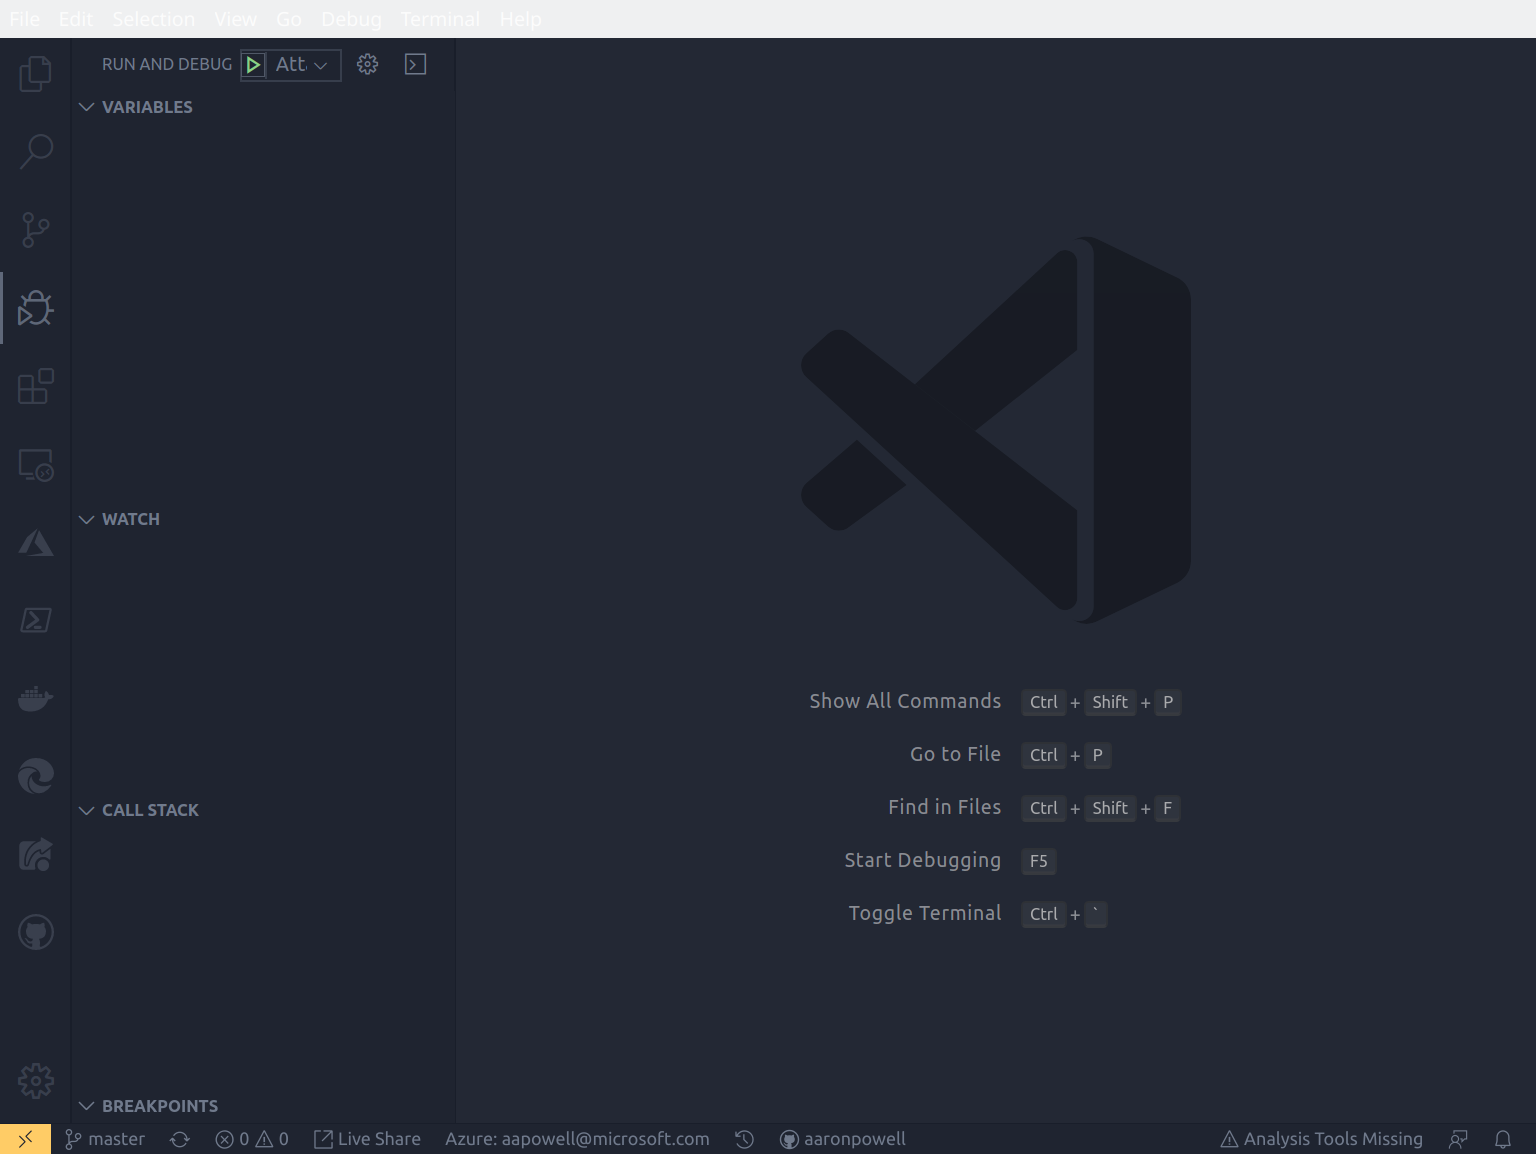 File Edit Selection View Go Debug Terminal Help
RUN AND DEBUG Att
VARIABLES
WATCH
CALL STACK
BREAKPOINTS
Show All Commands Ctrl + Shift + P
Go to File Ctrl + P
Find in Files Ctrl + Shift + F
Start Debugging F5
Toggle Terminal Ctrl + `
master 0 0 Live Share Azure: aapowell@microsoft.com aaronpowell Analysis Tools Missing